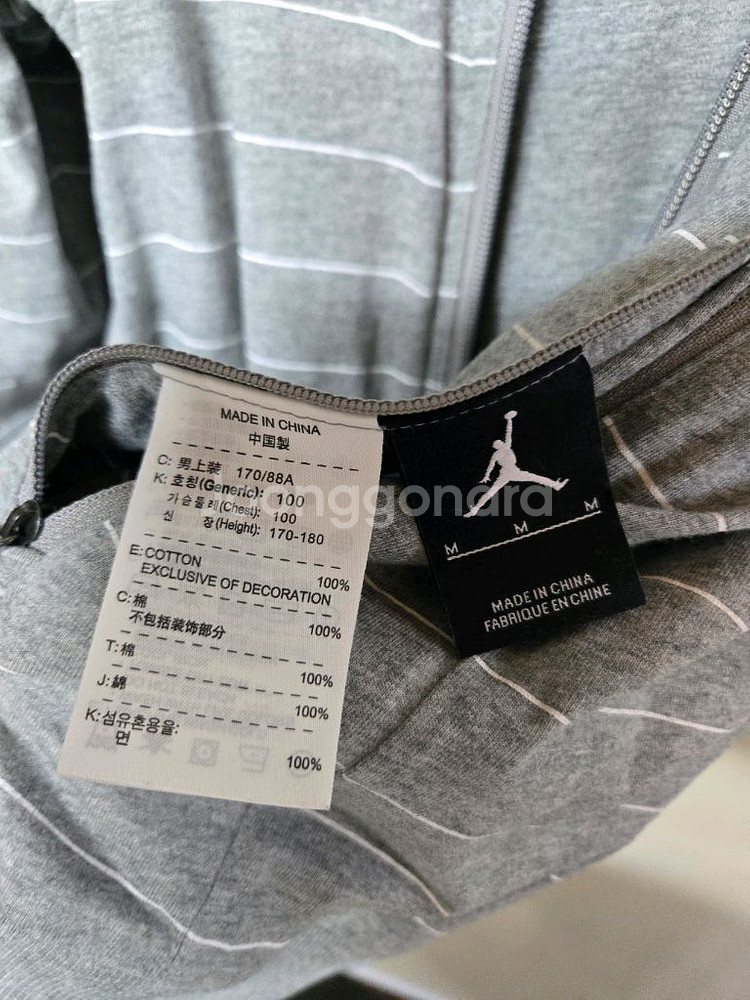 MADE IN CHINA
中国製
C: 男上装 170/88A
K: 호칭(Generic): 100
가슴둘레(Chest): 100
신 장(Height): 170-180
E: COTTON 100%
EXCLUSIVE OF DECORATION
C: 棉 100%
不包括装饰部分
T: 棉 100%
J: 綿 100%
K: 섬유혼용율:
면 100%
M M M
MADE IN CHINA
FABRIQUE EN CHINE